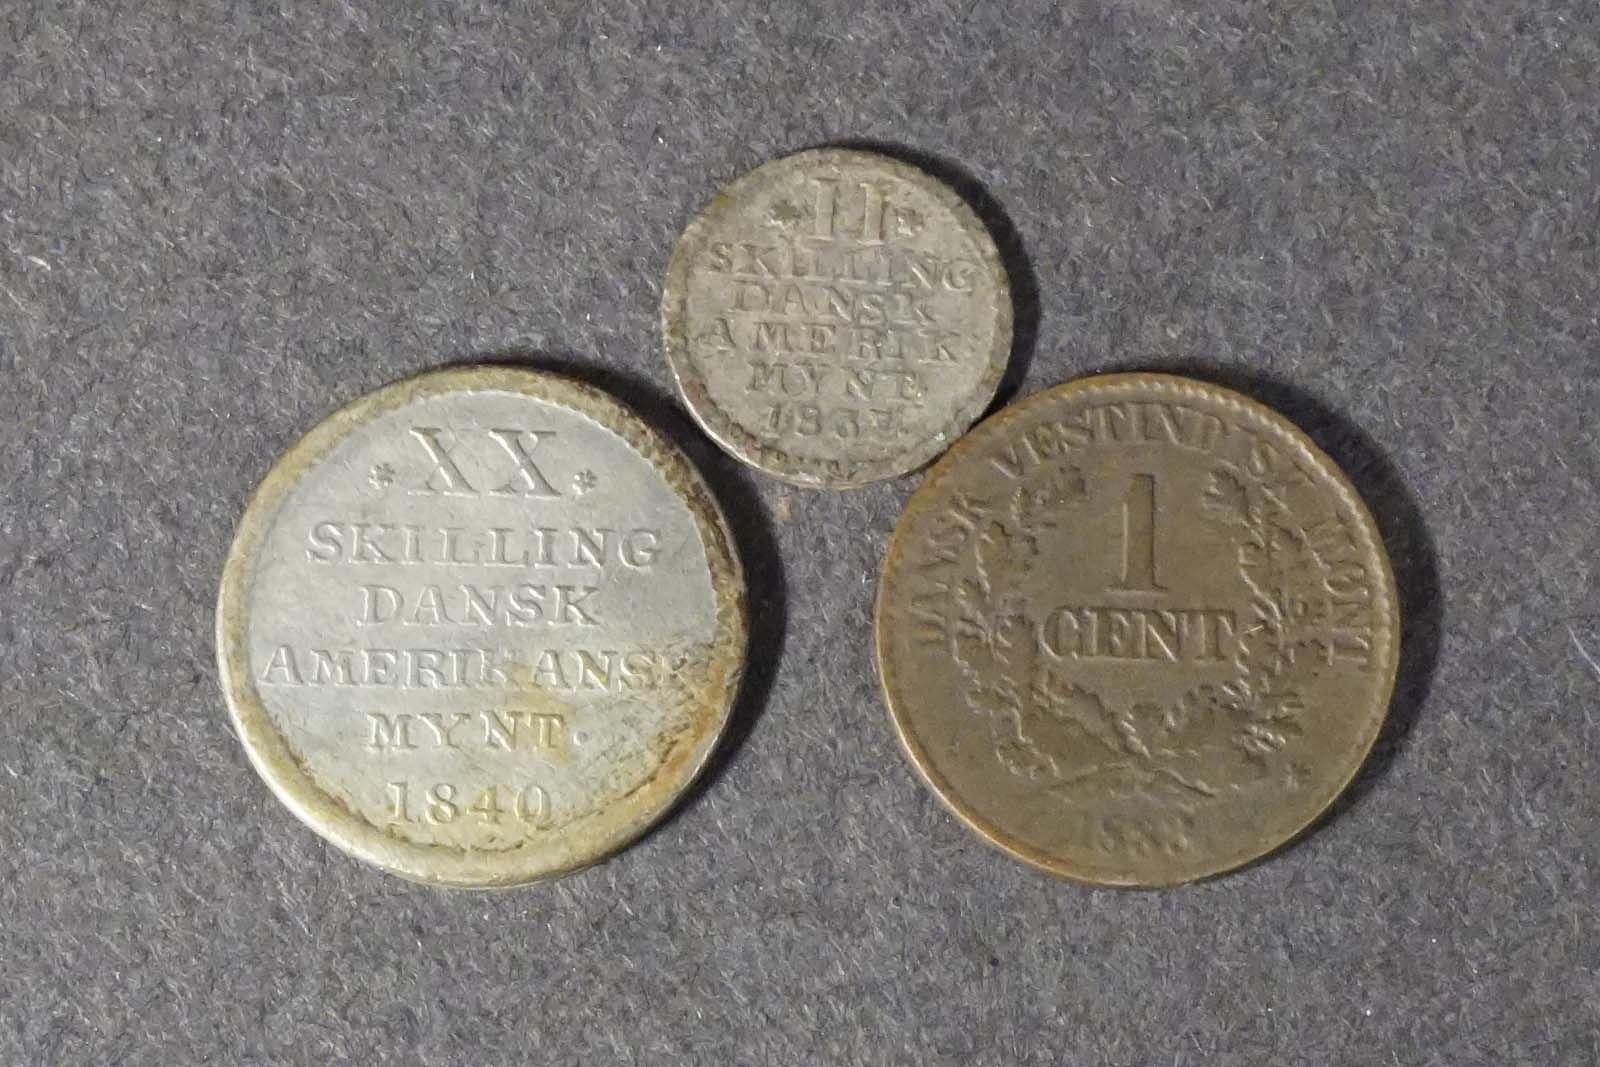 II
SKILLING
DANSK
AMERIK
MYNT.
XX
SKILLING
DANSK
AMERIKANSK
MYNT.
1840
DANSK VESTINDISK MØNT
1
CENT